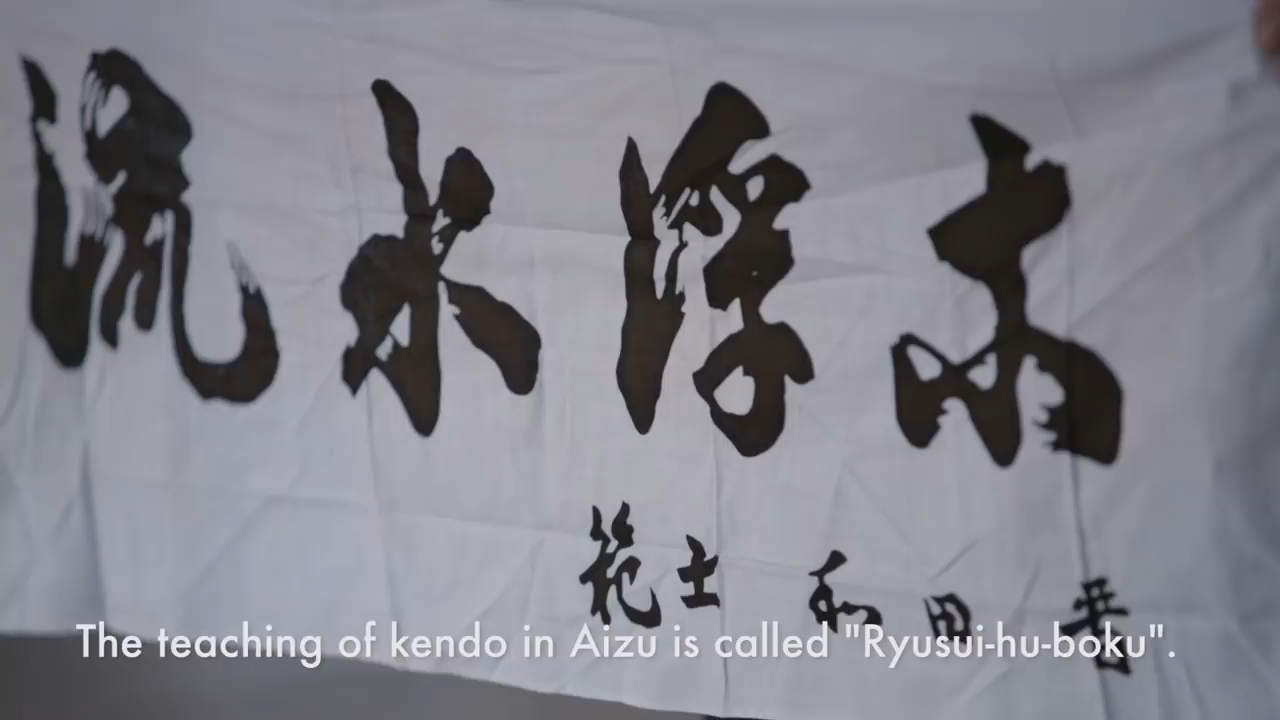 流水浮木
範士 和田晋
The teaching of kendo in Aizu is called "Ryusui-hu-boku".